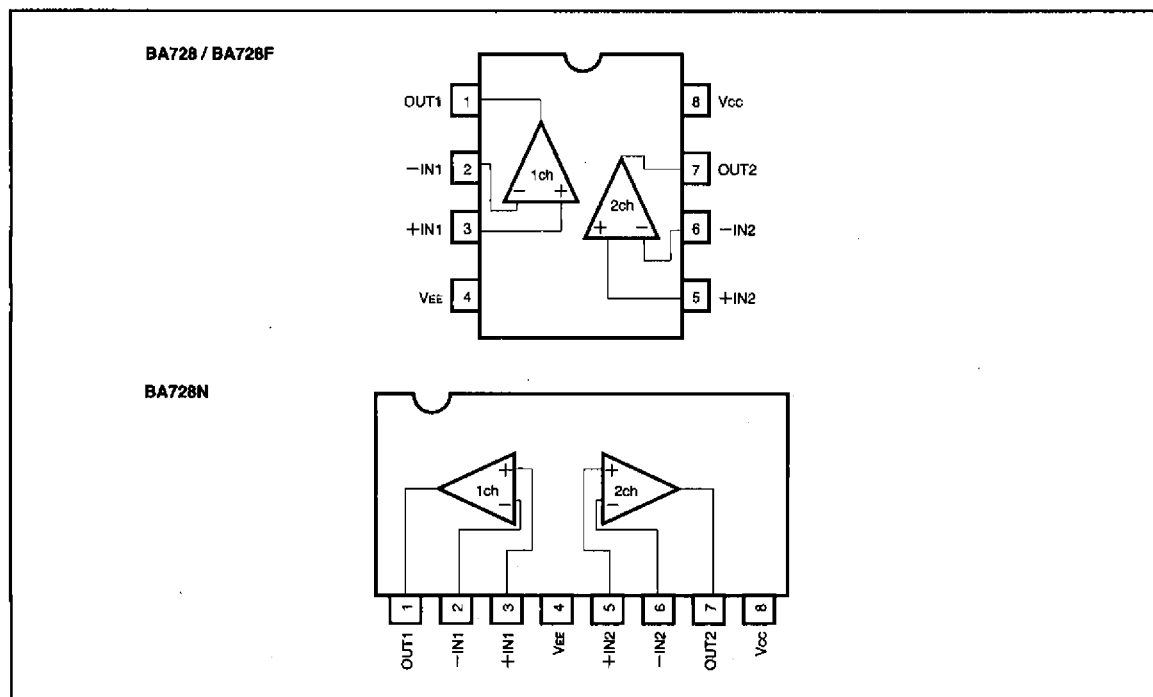 BA728 / BA728F
OUT1 1
8 Vcc
−IN1 2
1ch
− +
7 OUT2
+IN1 3
2ch
+ −
6 −IN2
VEE 4
5 +IN2
BA728N
1ch
+
−
2ch
+
−
1 2 3 4 5 6 7 8
OUT1
−IN1
+IN1
VEE
+IN2
−IN2
OUT2
Vcc